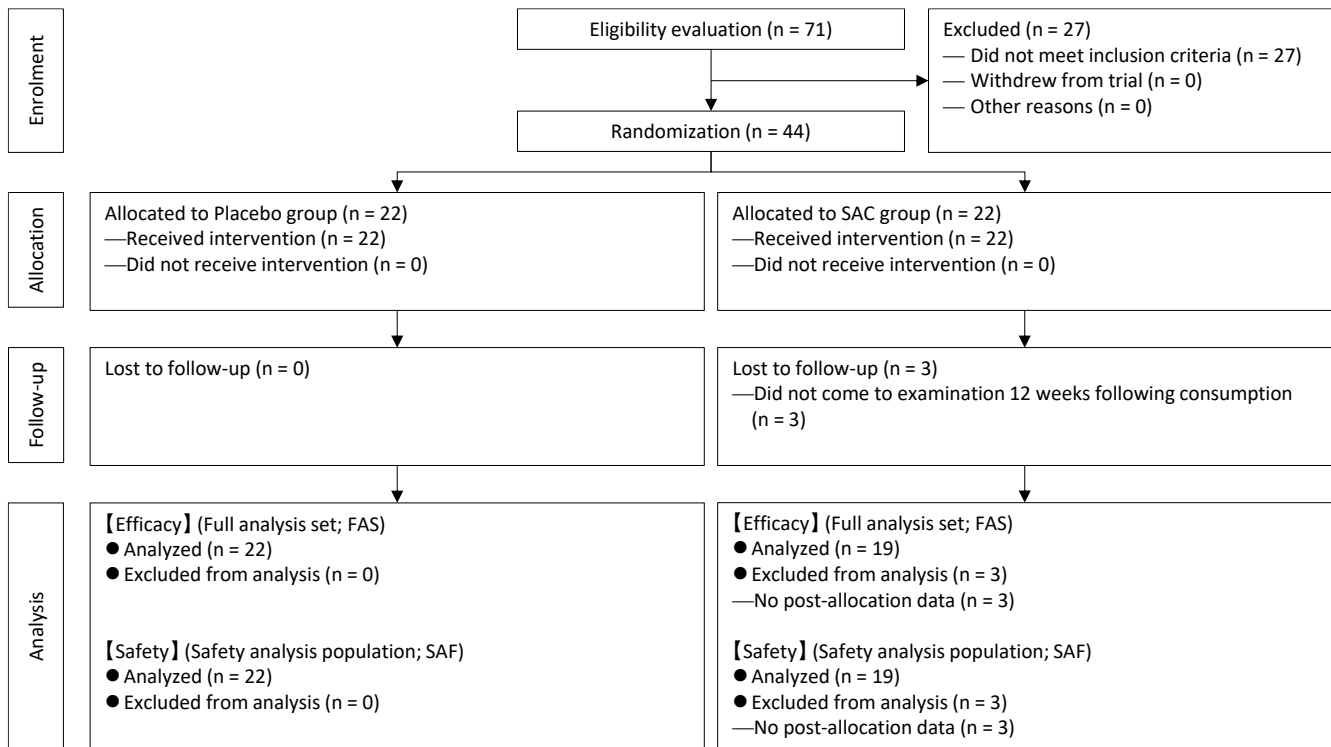 Enrolment
Eligibility evaluation (n = 71)
Excluded (n = 27)
— Did not meet inclusion criteria (n = 27)
— Withdrew from trial (n = 0)
— Other reasons (n = 0)
Randomization (n = 44)
Allocation
Allocated to Placebo group (n = 22)
—Received intervention (n = 22)
—Did not receive intervention (n = 0)
Allocated to SAC group (n = 22)
—Received intervention (n = 22)
—Did not receive intervention (n = 0)
Follow-up
Lost to follow-up (n = 0)
Lost to follow-up (n = 3)
—Did not come to examination 12 weeks following consumption
(n = 3)
Analysis
【Efficacy】(Full analysis set; FAS)
●Analyzed (n = 22)
●Excluded from analysis (n = 0)
【Safety】(Safety analysis population; SAF)
●Analyzed (n = 22)
●Excluded from analysis (n = 0)
【Efficacy】(Full analysis set; FAS)
●Analyzed (n = 19)
●Excluded from analysis (n = 3)
—No post-allocation data (n = 3)
【Safety】(Safety analysis population; SAF)
●Analyzed (n = 19)
●Excluded from analysis (n = 3)
—No post-allocation data (n = 3)